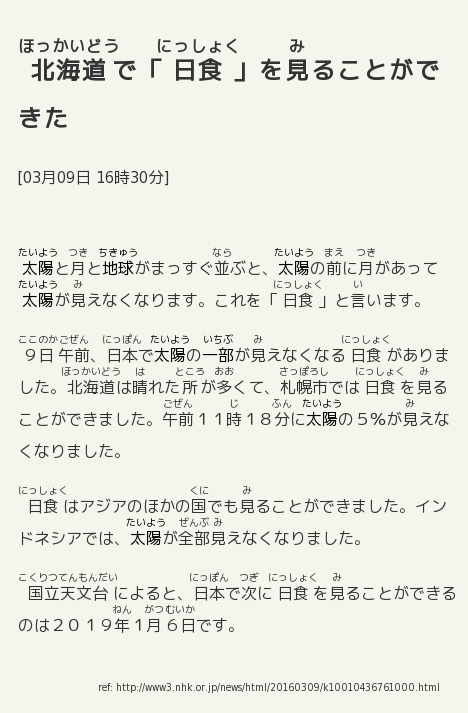 ほっかいどう にっしょく み
北海道で「日食」を見ることがで
きた
[03月09日 16時30分]
たいよう つき ちきゅう なら たいよう まえ つき
太陽と月と地球がまっすぐ並ぶと、太陽の前に月があって
たいよう み にっしょく い
太陽が見えなくなります。これを「日食」と言います。
ここのかごぜん にっぽん たいよう いちぶ み にっしょく
９日午前、日本で太陽の一部が見えなくなる日食がありま
ほっかいどう は ところ おお さっぽろし にっしょく み
した。北海道は晴れた所が多くて、札幌市では日食を見る
ごぜん じ ふん たいよう み
ことができました。午前１１時１８分に太陽の５％が見えな
くなりました。
にっしょく くに み
日食はアジアのほかの国でも見ることができました。イン
たいよう ぜんぶ み
ドネシアでは、太陽が全部見えなくなりました。
こくりつてんもんだい にっぽん つぎ にっしょく み
国立天文台によると、日本で次に日食を見ることができる
ねん がつむいか
のは２０１９年１月６日です。
ref: http://www3.nhk.or.jp/news/html/20160309/k10010436761000.html